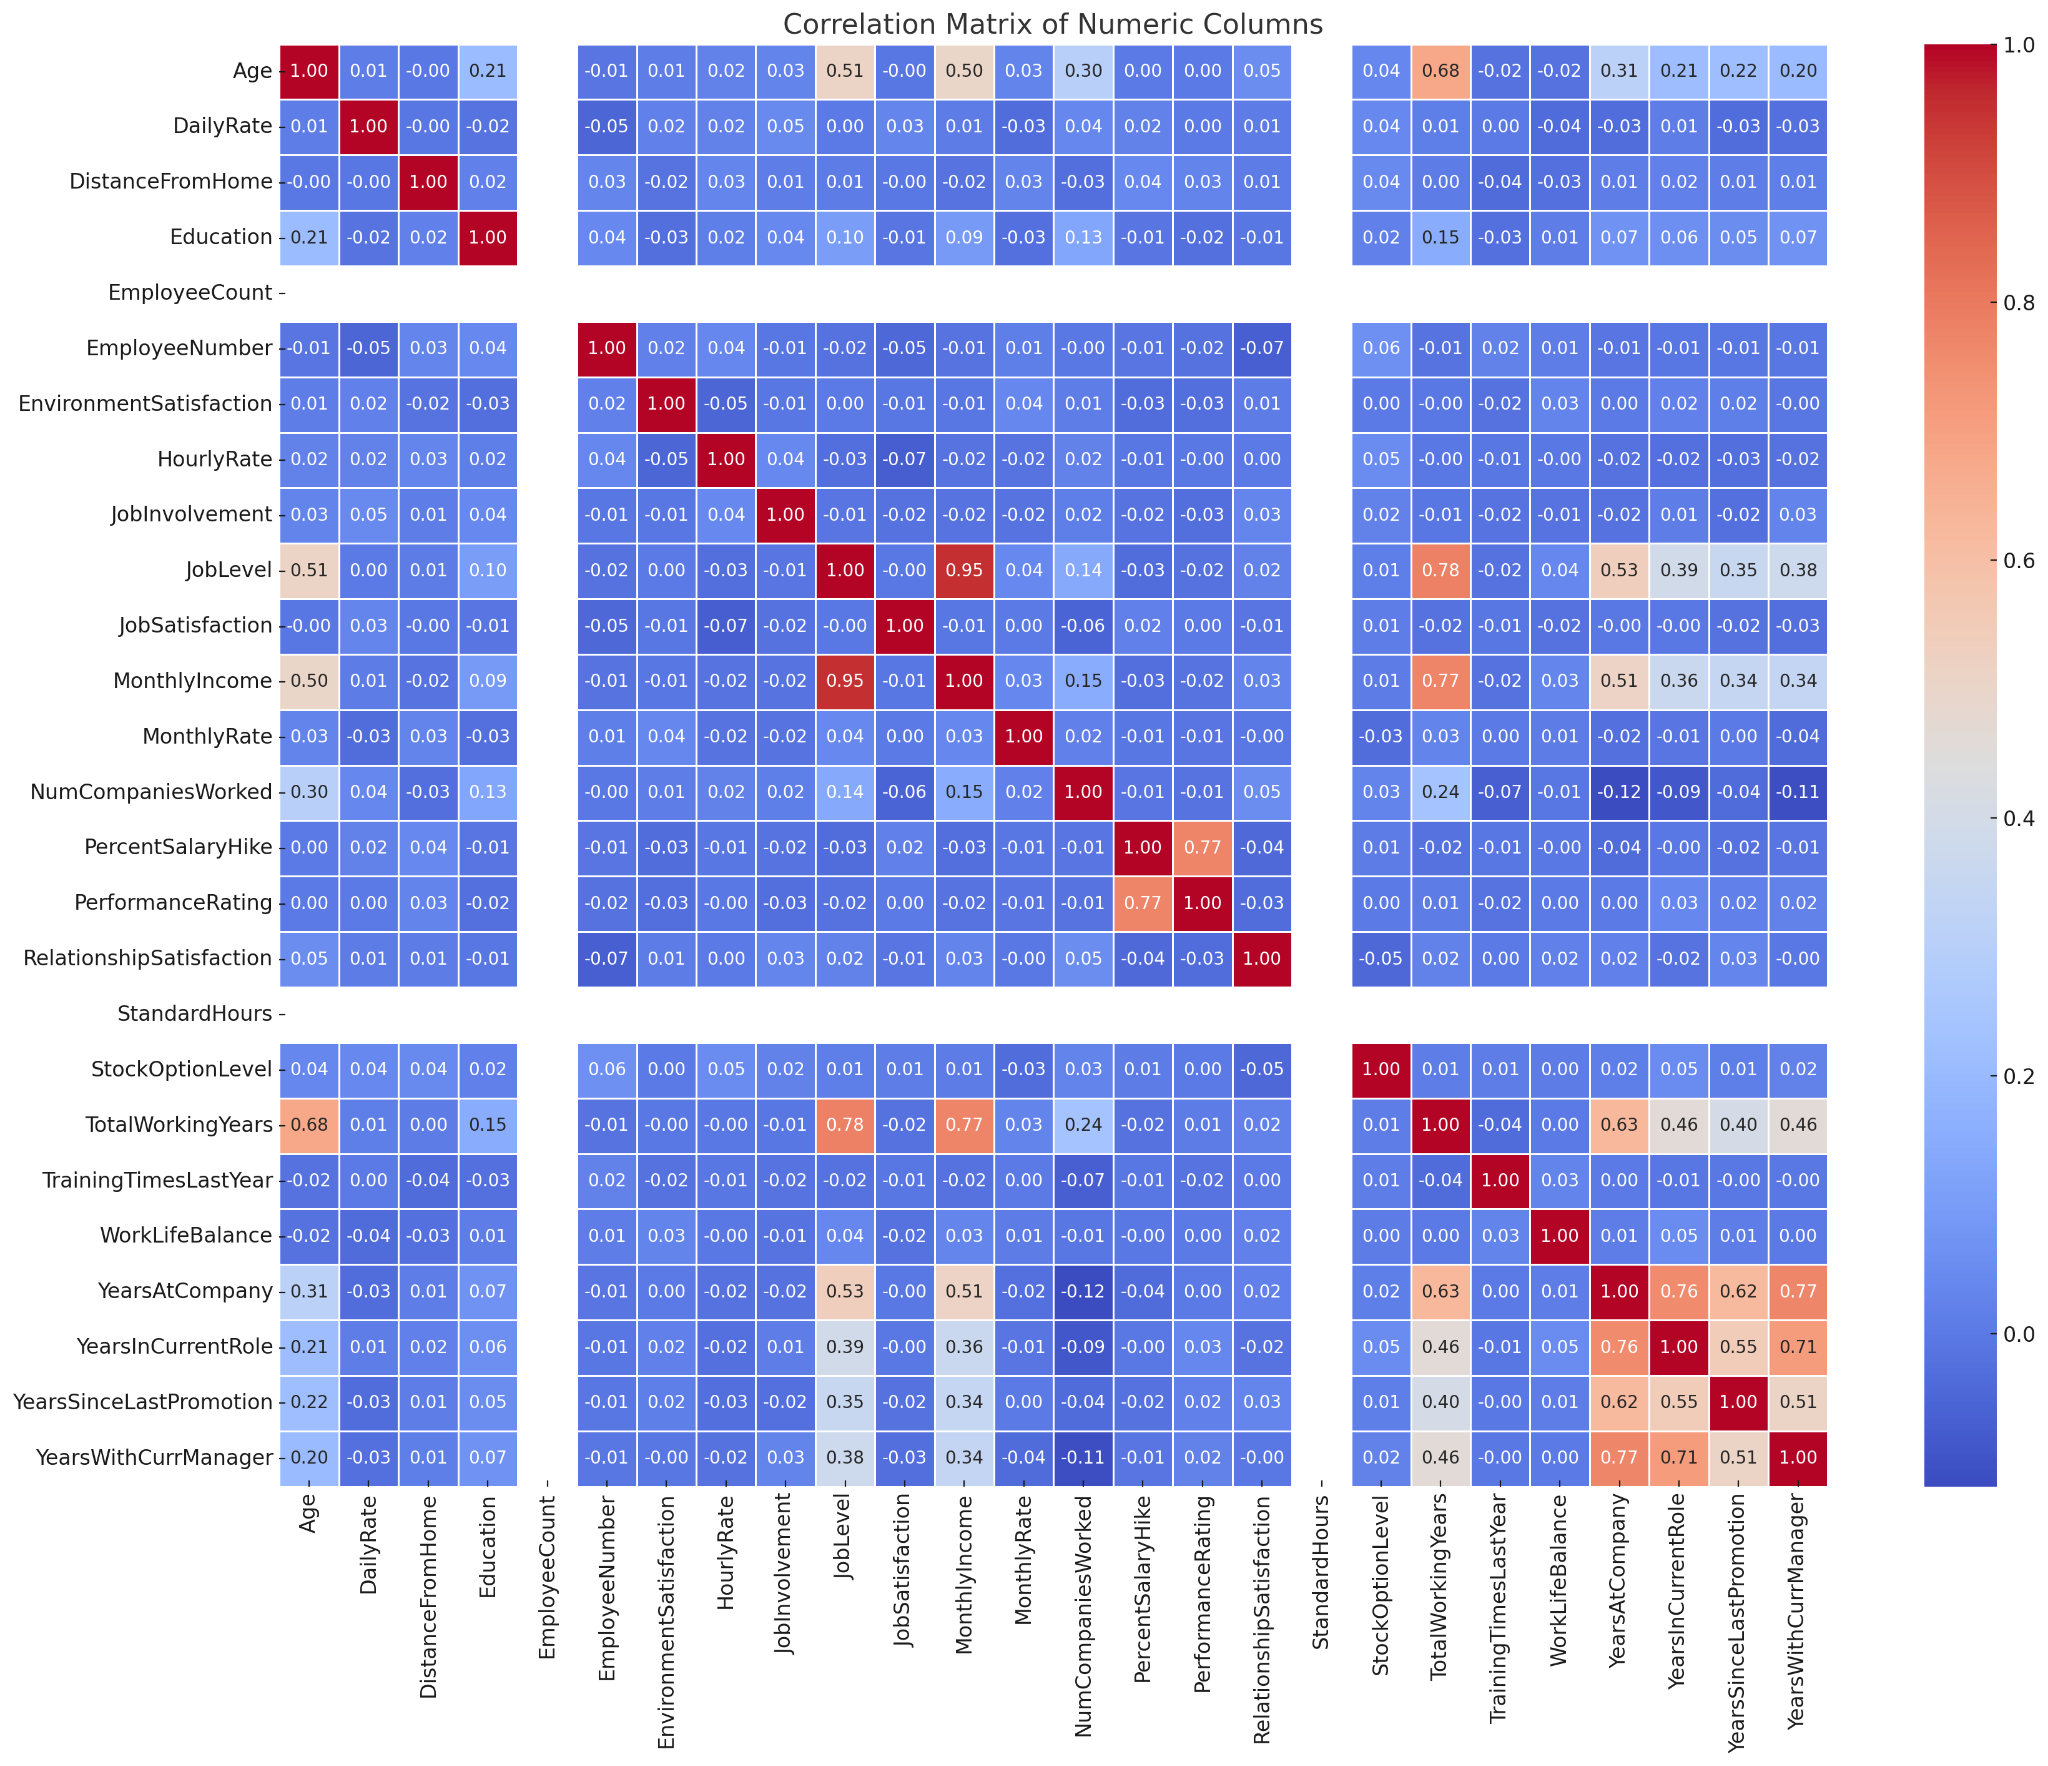 Correlation Matrix of Numeric Columns
Age 1.00 0.01 -0.00 0.21 -0.01 0.01 0.02 0.03 0.51 -0.00 0.50 0.03 0.30 0.00 0.00 0.05 0.04 0.68 -0.02 -0.02 0.31 0.21 0.22 0.20
DailyRate 0.01 1.00 -0.00 -0.02 -0.05 0.02 0.02 0.05 0.00 0.03 0.01 -0.03 0.04 0.02 0.00 0.01 0.04 0.01 0.00 -0.04 -0.03 0.01 -0.03 -0.03
DistanceFromHome -0.00 -0.00 1.00 0.02 0.03 -0.02 0.03 0.01 0.01 -0.00 -0.02 0.03 -0.03 0.04 0.03 0.01 0.04 0.00 -0.04 -0.03 0.01 0.02 0.01 0.01
Education 0.21 -0.02 0.02 1.00 0.04 -0.03 0.02 0.04 0.10 -0.01 0.09 -0.03 0.13 -0.01 -0.02 -0.01 0.02 0.15 -0.03 0.01 0.07 0.06 0.05 0.07
EmployeeCount
EmployeeNumber -0.01 -0.05 0.03 0.04 1.00 0.02 0.04 -0.01 -0.02 -0.05 -0.01 0.01 -0.00 -0.01 -0.02 -0.07 0.06 -0.01 0.02 0.01 -0.01 -0.01 -0.01 -0.01
EnvironmentSatisfaction 0.01 0.02 -0.02 -0.03 0.02 1.00 -0.05 -0.01 0.00 -0.01 -0.01 0.04 0.01 -0.03 -0.03 0.01 0.00 -0.00 -0.02 0.03 0.00 0.02 0.02 -0.00
HourlyRate 0.02 0.02 0.03 0.02 0.04 -0.05 1.00 0.04 -0.03 -0.07 -0.02 -0.02 0.02 -0.01 -0.00 0.00 0.05 -0.00 -0.01 -0.00 -0.02 -0.02 -0.03 -0.02
JobInvolvement 0.03 0.05 0.01 0.04 -0.01 -0.01 0.04 1.00 -0.01 -0.02 -0.02 -0.02 0.02 -0.02 -0.03 0.03 0.02 -0.01 -0.02 -0.01 -0.02 0.01 -0.02 0.03
JobLevel 0.51 0.00 0.01 0.10 -0.02 0.00 -0.03 -0.01 1.00 -0.00 0.95 0.04 0.14 -0.03 -0.02 0.02 0.01 0.78 -0.02 0.04 0.53 0.39 0.35 0.38
JobSatisfaction -0.00 0.03 -0.00 -0.01 -0.05 -0.01 -0.07 -0.02 -0.00 1.00 -0.01 0.00 -0.06 0.02 0.00 -0.01 0.01 -0.02 -0.01 -0.02 -0.00 -0.00 -0.02 -0.03
MonthlyIncome 0.50 0.01 -0.02 0.09 -0.01 -0.01 -0.02 -0.02 0.95 -0.01 1.00 0.03 0.15 -0.03 -0.02 0.03 0.01 0.77 -0.02 0.03 0.51 0.36 0.34 0.34
MonthlyRate 0.03 -0.03 0.03 -0.03 0.01 0.04 -0.02 -0.02 0.04 0.00 0.03 1.00 0.02 -0.01 -0.01 -0.00 -0.03 0.03 0.00 0.01 -0.02 -0.01 0.00 -0.04
NumCompaniesWorked 0.30 0.04 -0.03 0.13 -0.00 0.01 0.02 0.02 0.14 -0.06 0.15 0.02 1.00 -0.01 -0.01 0.05 0.03 0.24 -0.07 -0.01 -0.12 -0.09 -0.04 -0.11
PercentSalaryHike 0.00 0.02 0.04 -0.01 -0.01 -0.03 -0.01 -0.02 -0.03 0.02 -0.03 -0.01 -0.01 1.00 0.77 -0.04 0.01 -0.02 -0.01 -0.00 -0.04 -0.00 -0.02 -0.01
PerformanceRating 0.00 0.00 0.03 -0.02 -0.02 -0.03 -0.00 -0.03 -0.02 0.00 -0.02 -0.01 -0.01 0.77 1.00 -0.03 0.00 0.01 -0.02 0.00 0.00 0.03 0.02 0.02
RelationshipSatisfaction 0.05 0.01 0.01 -0.01 -0.07 0.01 0.00 0.03 0.02 -0.01 0.03 -0.00 0.05 -0.04 -0.03 1.00 -0.05 0.02 0.00 0.02 0.02 -0.02 0.03 -0.00
StandardHours
StockOptionLevel 0.04 0.04 0.04 0.02 0.06 0.00 0.05 0.02 0.01 0.01 0.01 -0.03 0.03 0.01 0.00 -0.05 1.00 0.01 0.01 0.00 0.02 0.05 0.01 0.02
TotalWorkingYears 0.68 0.01 0.00 0.15 -0.01 -0.00 -0.00 -0.01 0.78 -0.02 0.77 0.03 0.24 -0.02 0.01 0.02 0.01 1.00 -0.04 0.00 0.63 0.46 0.40 0.46
TrainingTimesLastYear -0.02 0.00 -0.04 -0.03 0.02 -0.02 -0.01 -0.02 -0.02 -0.01 -0.02 0.00 -0.07 -0.01 -0.02 0.00 0.01 -0.04 1.00 0.03 0.00 -0.01 -0.00 -0.00
WorkLifeBalance -0.02 -0.04 -0.03 0.01 0.01 0.03 -0.00 -0.01 0.04 -0.02 0.03 0.01 -0.01 -0.00 0.00 0.02 0.00 0.00 0.03 1.00 0.01 0.05 0.01 0.00
YearsAtCompany 0.31 -0.03 0.01 0.07 -0.01 0.00 -0.02 -0.02 0.53 -0.00 0.51 -0.02 -0.12 -0.04 0.00 0.02 0.02 0.63 0.00 0.01 1.00 0.76 0.62 0.77
YearsInCurrentRole 0.21 0.01 0.02 0.06 -0.01 0.02 -0.02 0.01 0.39 -0.00 0.36 -0.01 -0.09 -0.00 0.03 -0.02 0.05 0.46 -0.01 0.05 0.76 1.00 0.55 0.71
YearsSinceLastPromotion 0.22 -0.03 0.01 0.05 -0.01 0.02 -0.03 -0.02 0.35 -0.02 0.34 0.00 -0.04 -0.02 0.02 0.03 0.01 0.40 -0.00 0.01 0.62 0.55 1.00 0.51
YearsWithCurrManager 0.20 -0.03 0.01 0.07 -0.01 -0.00 -0.02 0.03 0.38 -0.03 0.34 -0.04 -0.11 -0.01 0.02 -0.00 0.02 0.46 -0.00 0.00 0.77 0.71 0.51 1.00
Age
DailyRate
DistanceFromHome
Education
EmployeeCount
EmployeeNumber
EnvironmentSatisfaction
HourlyRate
JobInvolvement
JobLevel
JobSatisfaction
MonthlyIncome
MonthlyRate
NumCompaniesWorked
PercentSalaryHike
PerformanceRating
RelationshipSatisfaction
StandardHours
StockOptionLevel
TotalWorkingYears
TrainingTimesLastYear
WorkLifeBalance
YearsAtCompany
YearsInCurrentRole
YearsSinceLastPromotion
YearsWithCurrManager
1.0
0.8
0.6
0.4
0.2
0.0